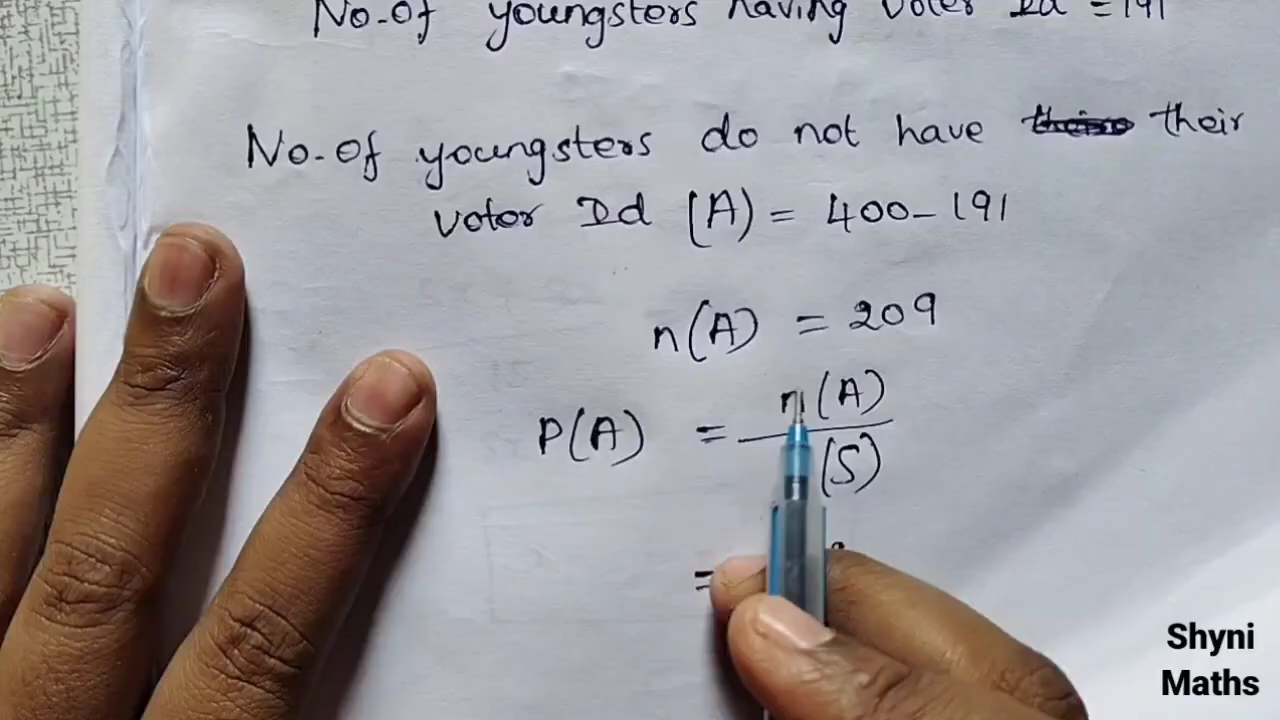 No. Of youngsters having Voter Id = 191
No. Of youngsters do not have their
Voter Id (A) = 400 - 191
n(A) = 209
P(A) = n(A)
(S)
=
Shyni
Maths